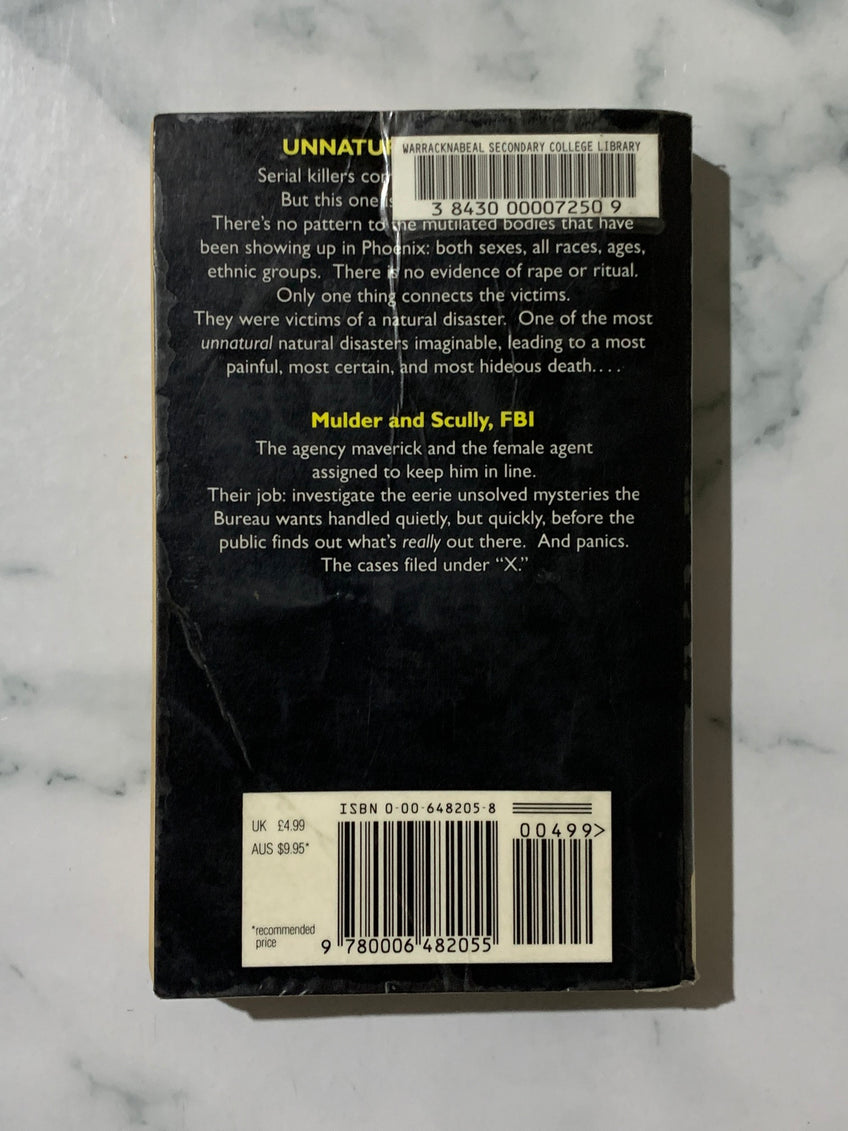 UNNATU
WARRACKNABEAL SECONDARY COLLEGE LIBRARY
3 8430 00007250 9
Serial killers
But this one
There's no pattern to the mutilated bodies that have
been showing up in Phoenix: both sexes, all races, ages,
ethnic groups. There is no evidence of rape or ritual.
Only one thing connects the victims.
They were victims of a natural disaster. One of the most
unnatural natural disasters imaginable, leading to a most
painful, most certain, and most hideous death....
Mulder and Scully, FBI
The agency maverick and the female agent
assigned to keep him in line.
Their job: investigate the eerie unsolved mysteries the
Bureau wants handled quietly, but quickly, before the
public finds out what's really out there. And panics.
The cases filed under “X.”
ISBN 0-00-648205-8
UK £4.99
AUS $9.95*
00499>
*recommended
price
9 780006 482055